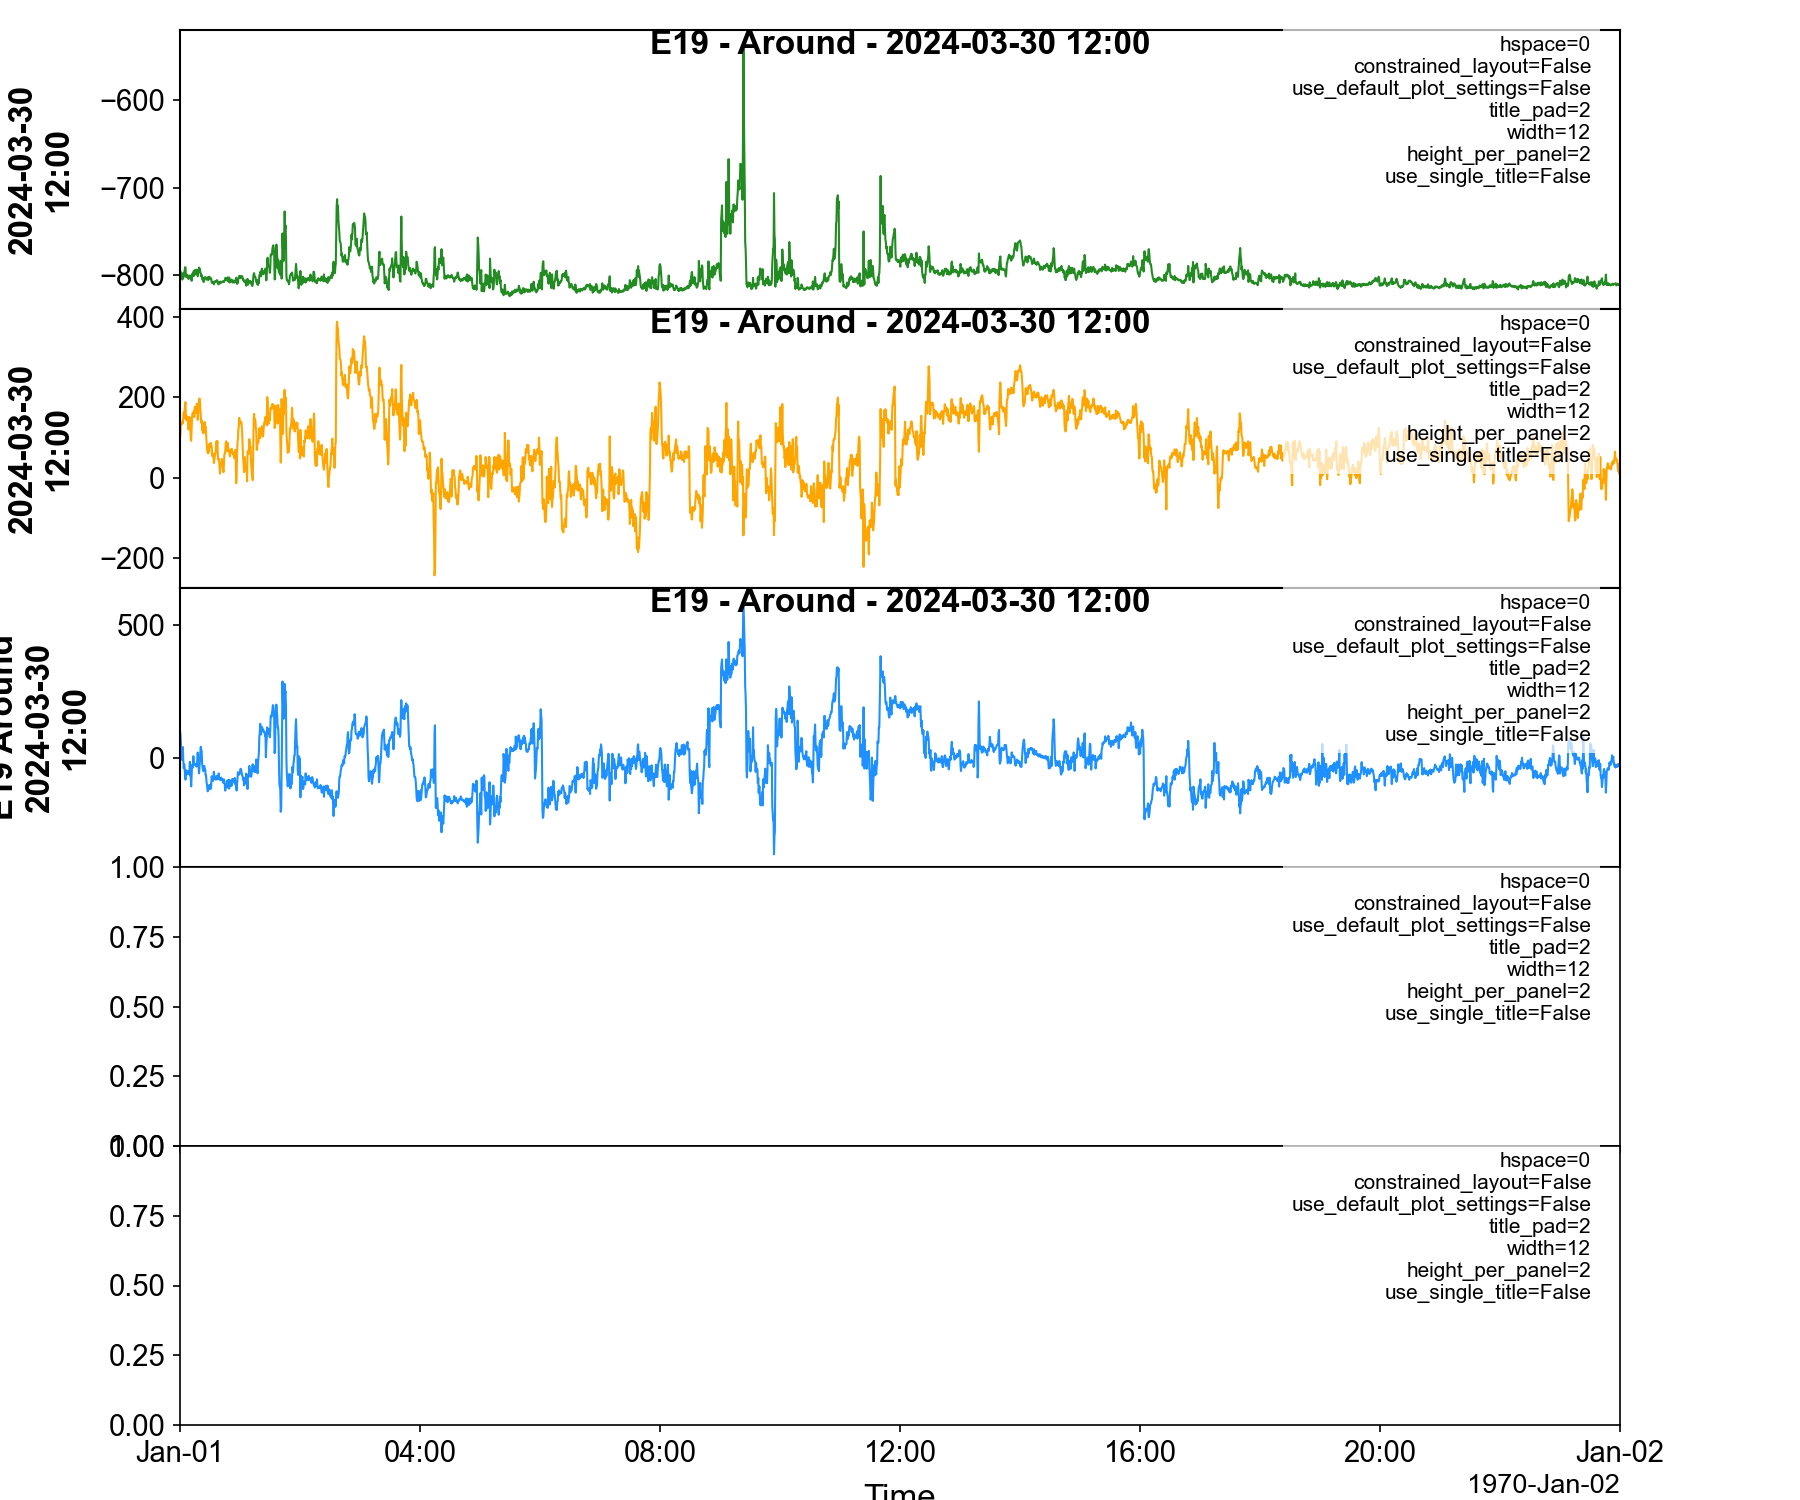 E19 - Around - 2024-03-30 12:00
hspace=0
constrained_layout=False
use_default_plot_settings=False
title_pad=2
width=12
height_per_panel=2
use_single_title=False
2024-03-30
12:00
−600
−700
−800
E19 - Around - 2024-03-30 12:00
hspace=0
constrained_layout=False
use_default_plot_settings=False
title_pad=2
width=12
height_per_panel=2
use_single_title=False
2024-03-30
12:00
400
200
0
−200
E19 - Around - 2024-03-30 12:00
hspace=0
constrained_layout=False
use_default_plot_settings=False
title_pad=2
width=12
height_per_panel=2
use_single_title=False
E19 Around
2024-03-30
12:00
500
0
hspace=0
constrained_layout=False
use_default_plot_settings=False
title_pad=2
width=12
height_per_panel=2
use_single_title=False
1.00
0.75
0.50
0.25
0.00
hspace=0
constrained_layout=False
use_default_plot_settings=False
title_pad=2
width=12
height_per_panel=2
use_single_title=False
1.00
0.75
0.50
0.25
0.00
Jan-01 04:00 08:00 12:00 16:00 20:00 Jan-02
1970-Jan-02
Time